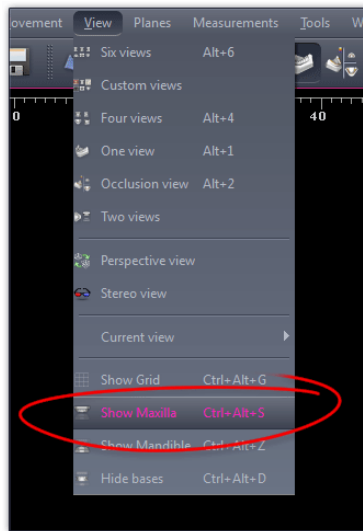 ovement View Planes Measurements Tools W
0 40
Six views Alt+6
Custom views
Four views Alt+4
One view Alt+1
Occlusion view Alt+2
Two views
Perspective view
Stereo view
Current view
Show Grid Ctrl+Alt+G
Show Maxilla Ctrl+Alt+S
Show Mandible Ctrl+Alt+Z
Hide bases Ctrl+Alt+D